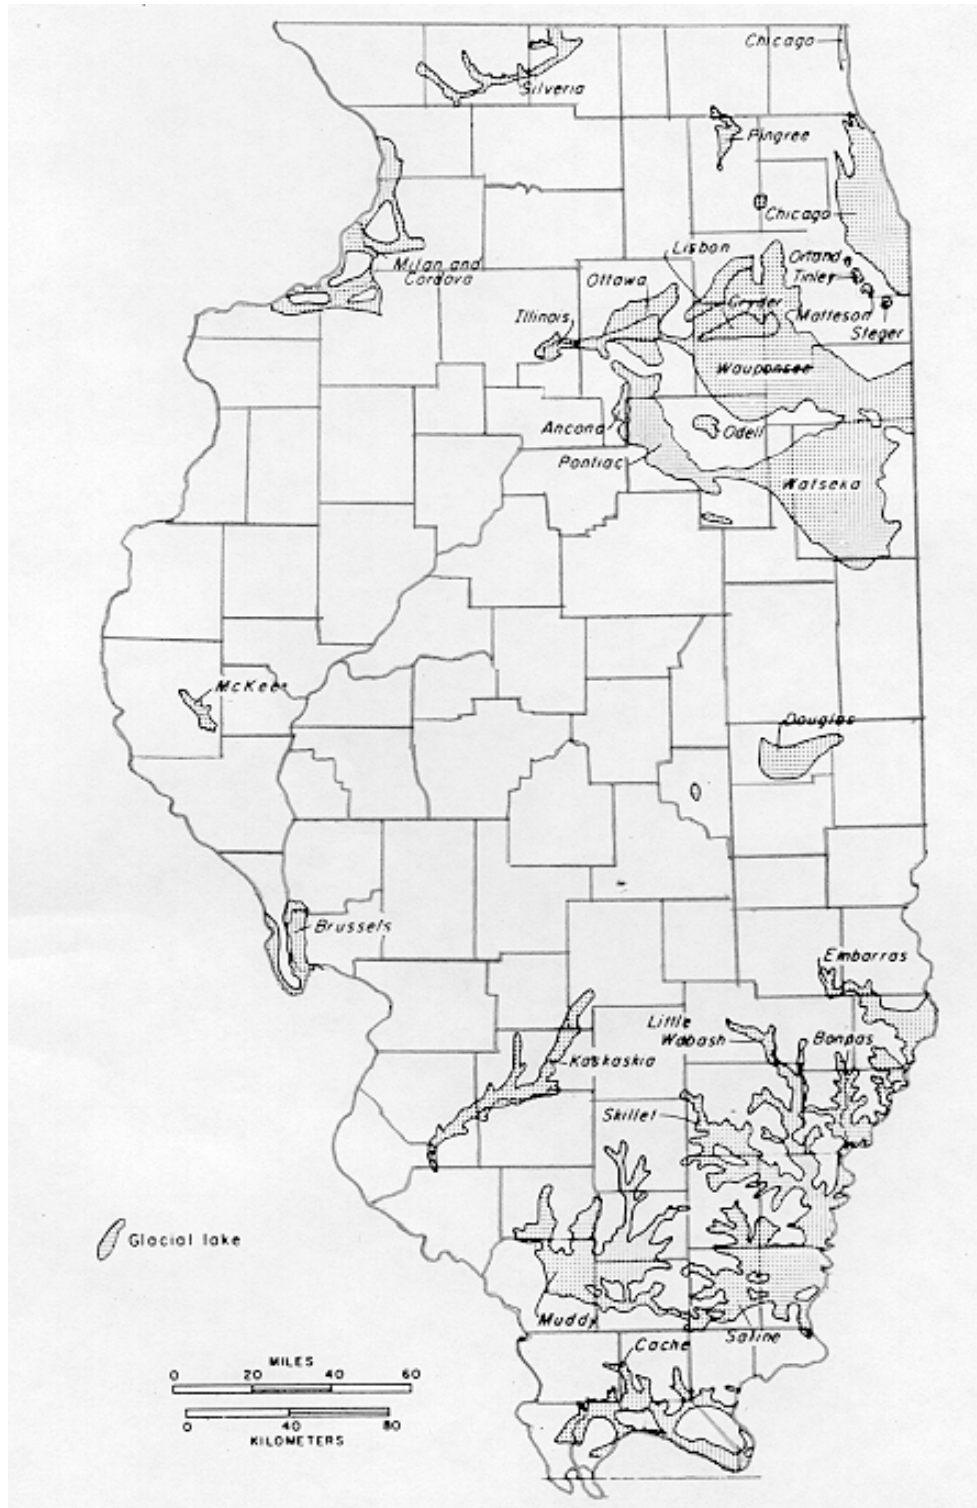 Chicago
Silveria
Pingree
Chicago
Lisbon
Orland
Tinley
Milan and
Cordova
Ottawa
Gryder
Matteson
Illinois
Steger
Wauponsee
Ancona
Odell
Pontiac
Watseka
McKee
Douglas
Brussels
Embarras
Little
Wabash
Bonpas
Kaskaskia
Skillet
Glacial lake
Muddy
Saline
Cache
MILES
0 20 40 60
0 40 80
KILOMETERS